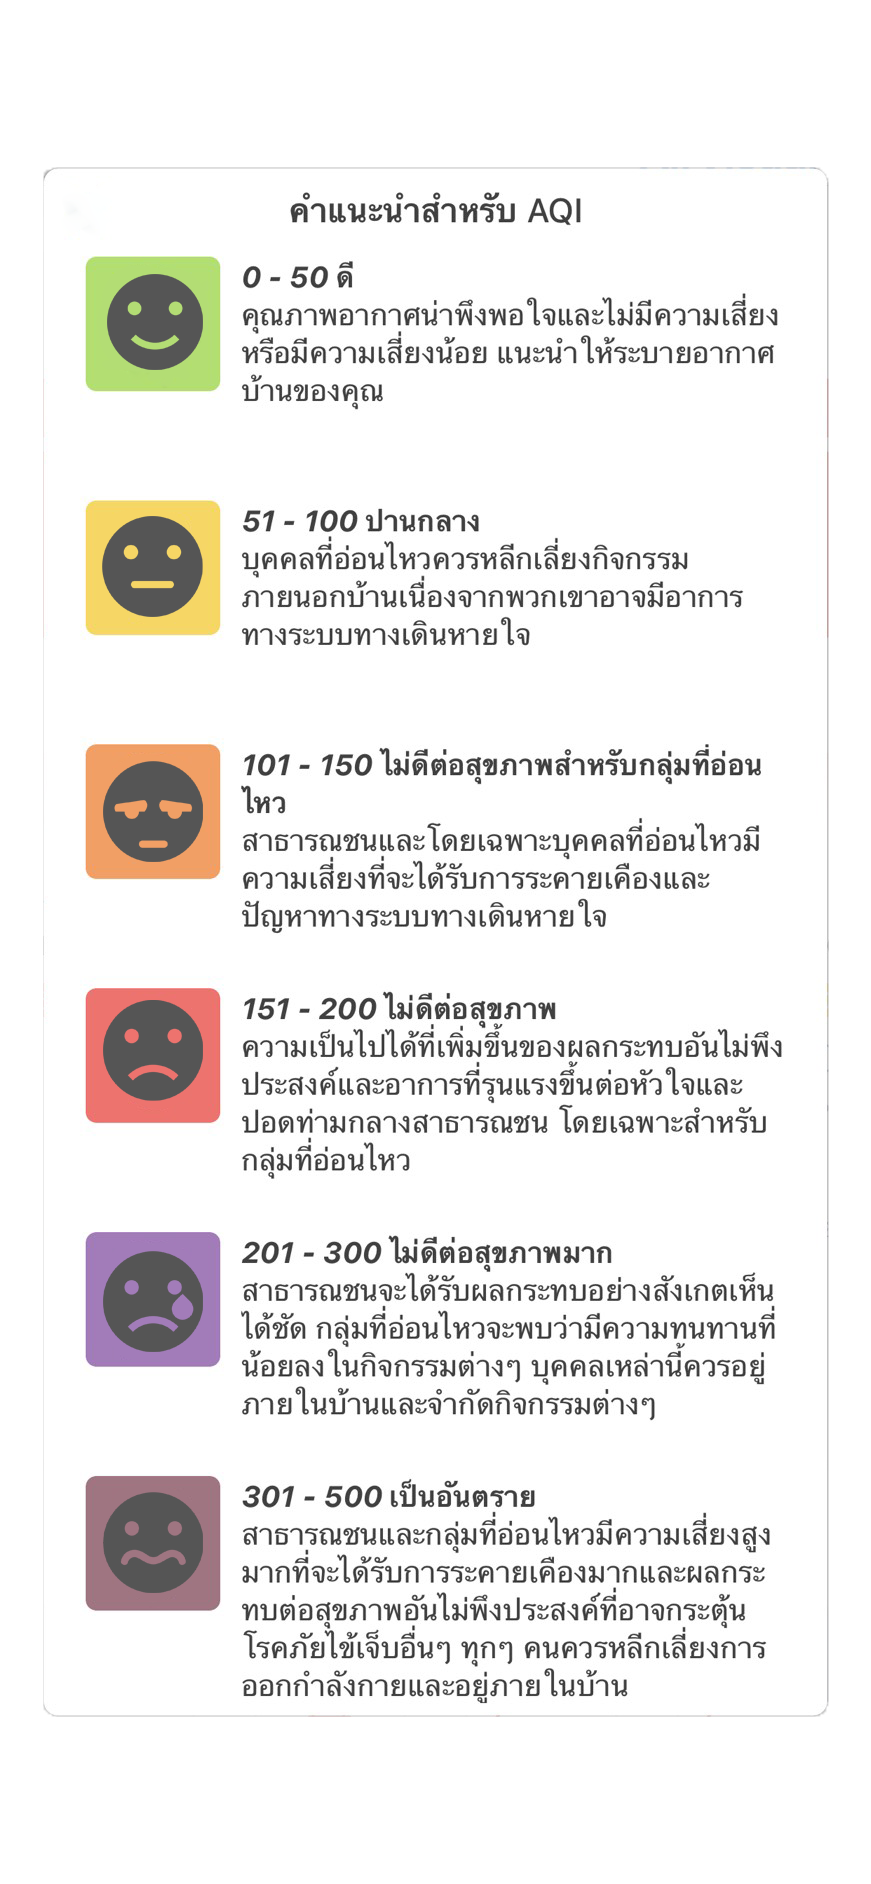 คำแนะนำสำหรับ AQI
0 - 50 ดี
คุณภาพอากาศน่าพึงพอใจและไม่มีความเสี่ยง
หรือมีความเสี่ยงน้อย แนะนำให้ระบายอากาศ
บ้านของคุณ
51 - 100 ปานกลาง
บุคคลที่อ่อนไหวควรหลีกเลี่ยงกิจกรรม
ภายนอกบ้านเนื่องจากพวกเขาอาจมีอาการ
ทางระบบทางเดินหายใจ
101 - 150 ไม่ดีต่อสุขภาพสำหรับกลุ่มที่อ่อน
ไหว
สาธารณชนและโดยเฉพาะบุคคลที่อ่อนไหวมี
ความเสี่ยงที่จะได้รับการระคายเคืองและ
ปัญหาทางระบบทางเดินหายใจ
151 - 200 ไม่ดีต่อสุขภาพ
ความเป็นไปได้ที่เพิ่มขึ้นของผลกระทบอันไม่พึง
ประสงค์และอาการที่รุนแรงขึ้นต่อหัวใจและ
ปอดท่ามกลางสาธารณชน โดยเฉพาะสำหรับ
กลุ่มที่อ่อนไหว
201 - 300 ไม่ดีต่อสุขภาพมาก
สาธารณชนจะได้รับผลกระทบอย่างสังเกตเห็น
ได้ชัด กลุ่มที่อ่อนไหวจะพบว่ามีความทนทานที่
น้อยลงในกิจกรรมต่างๆ บุคคลเหล่านี้ควรอยู่
ภายในบ้านและจำกัดกิจกรรมต่างๆ
301 - 500 เป็นอันตราย
สาธารณชนและกลุ่มที่อ่อนไหวมีความเสี่ยงสูง
มากที่จะได้รับการระคายเคืองมากและผลกระ
ทบต่อสุขภาพอันไม่พึงประสงค์ที่อาจกระตุ้น
โรคภัยไข้เจ็บอื่นๆ ทุกๆ คนควรหลีกเลี่ยงการ
ออกกำลังกายและอยู่ภายในบ้าน